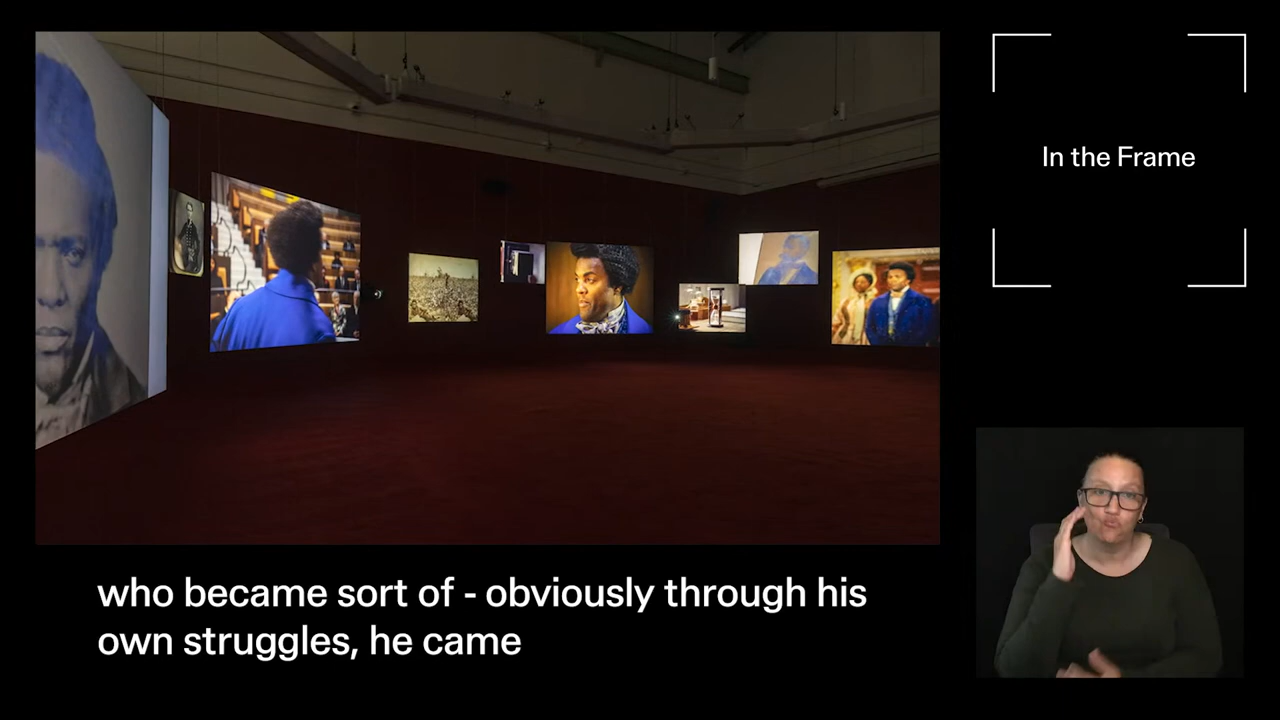 In the Frame
who became sort of - obviously through his
own struggles, he came